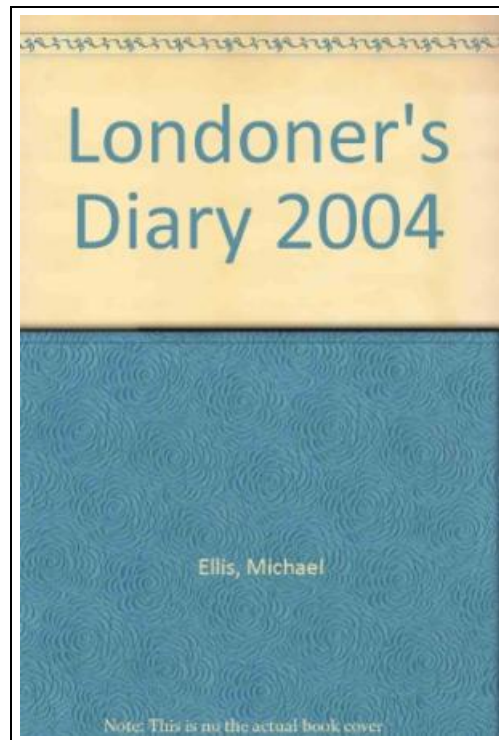 Londoner's
Diary 2004
Ellis, Michael
Note: This is no the actual book cover